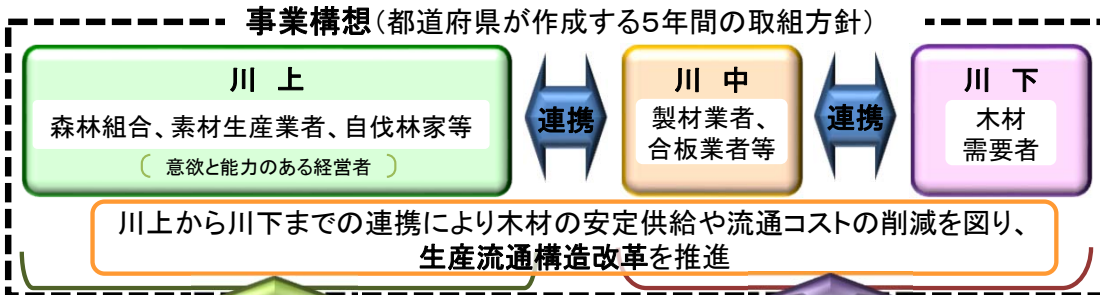 事業構想(都道府県が作成する5年間の取組方針)
川 上
森林組合、素材生産業者、自伐林家等
( 意欲と能力のある経営者 )
連携
川 中
製材業者、
合板業者等
連携
川 下
木材
需要者
川上から川下までの連携により木材の安定供給や流通コストの削減を図り、
生産流通構造改革を推進